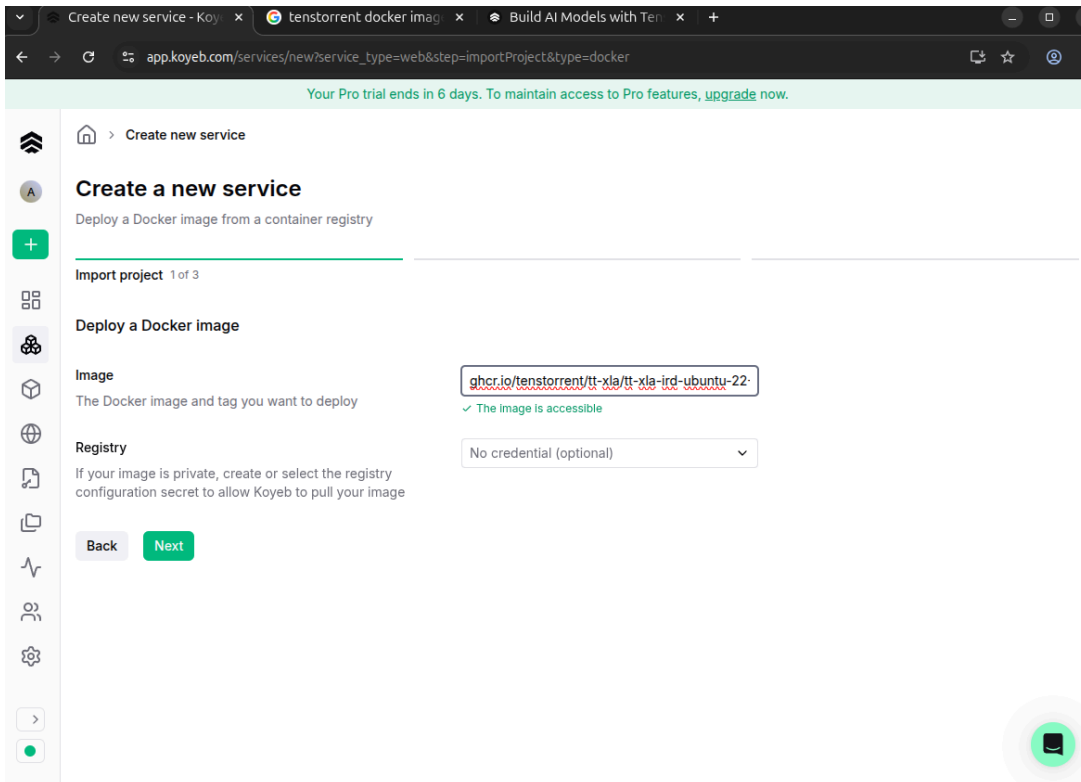 Create new service - Koy
tenstorrent docker imag
Build AI Models with Ten
app.koyeb.com/services/new?service_type=web&step=importProject&type=docker
Your Pro trial ends in 6 days. To maintain access to Pro features, upgrade now.
Create new service
A
Create a new service
Deploy a Docker image from a container registry
Import project 1 of 3
Deploy a Docker image
Image
The Docker image and tag you want to deploy
ghcr.io/tenstorrent/tt-xla/tt-xla-ird-ubuntu-22-
The image is accessible
Registry
If your image is private, create or select the registry
configuration secret to allow Koyeb to pull your image
No credential (optional)
Back
Next